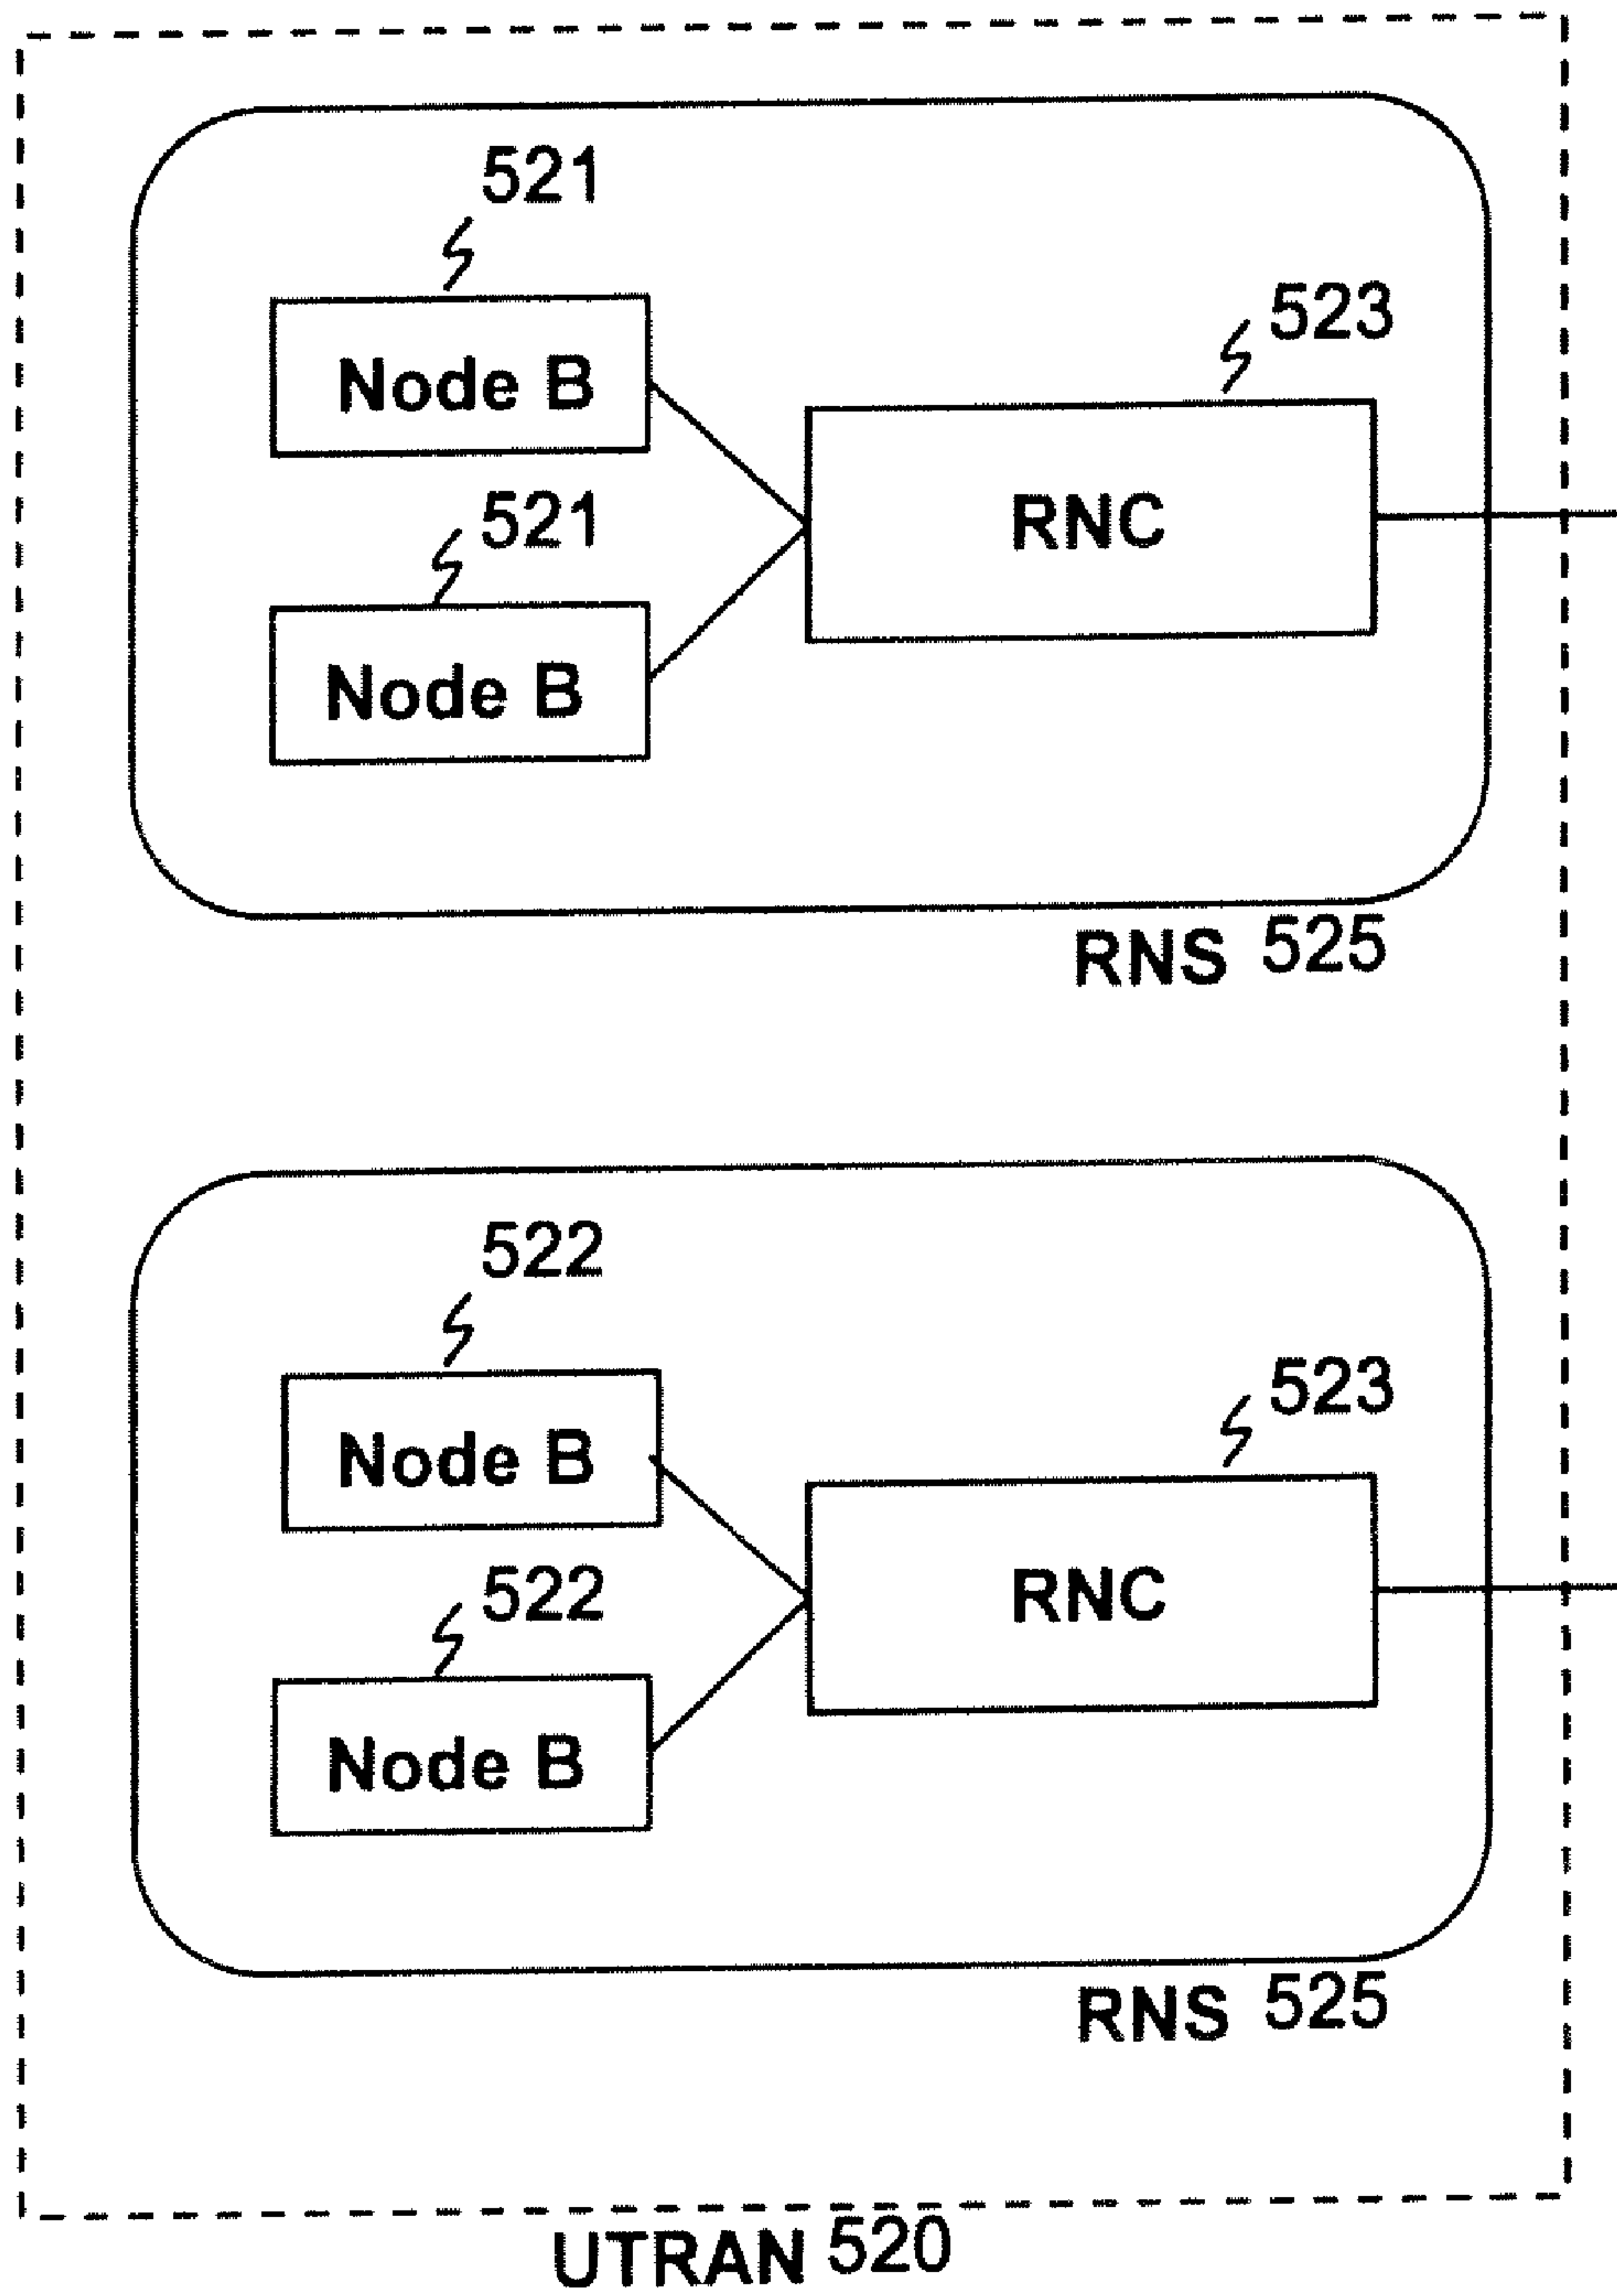 521
Node B
523
RNC
521
Node B
RNS 525
522
Node B
523
RNC
522
Node B
RNS 525
UTRAN 520